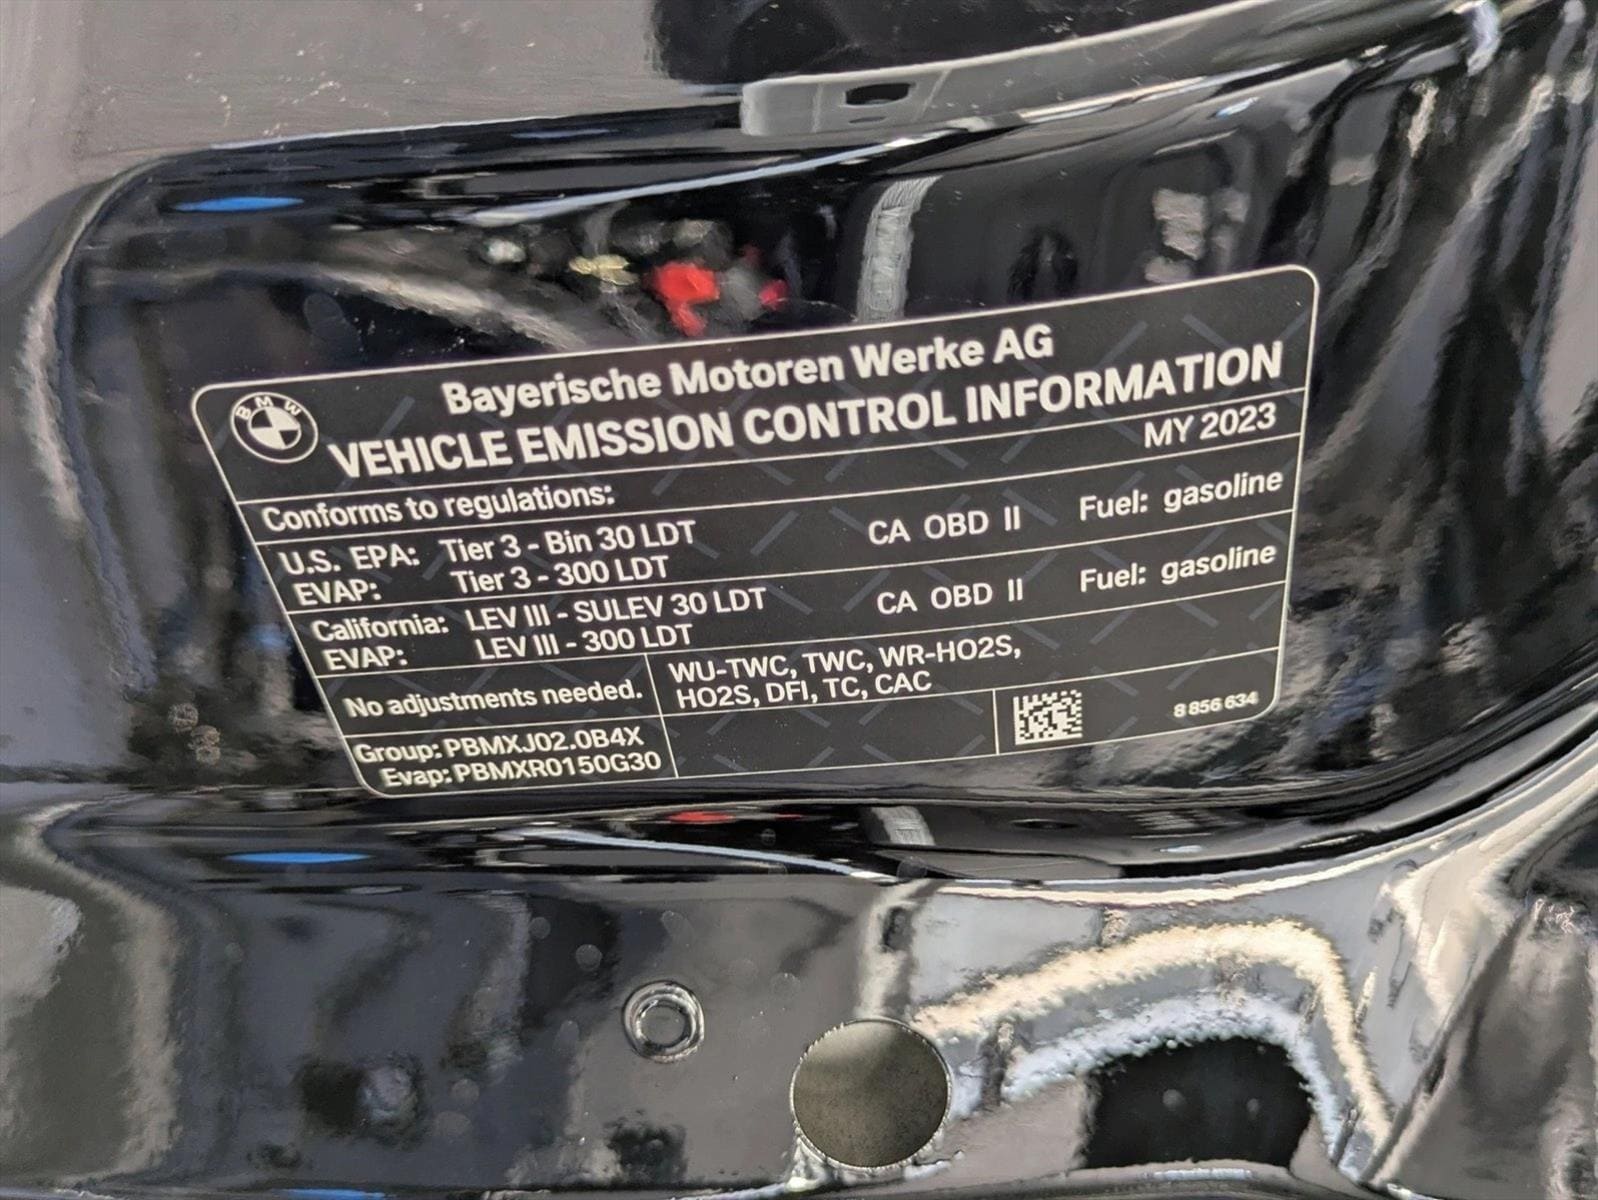 BMW
Bayerische Motoren Werke AG
VEHICLE EMISSION CONTROL INFORMATION
Conforms to regulations: MY 2023
U.S. EPA: Tier 3 - Bin 30 LDT CA OBD II Fuel: gasoline
EVAP: Tier 3 - 300 LDT
California: LEV III - SULEV 30 LDT CA OBD II Fuel: gasoline
EVAP: LEV III - 300 LDT
No adjustments needed.
WU-TWC, TWC, WR-HO2S,
HO2S, DFI, TC, CAC
Group: PBMXJ02.0B4X
Evap: PBMXR0150G30
8 856 634